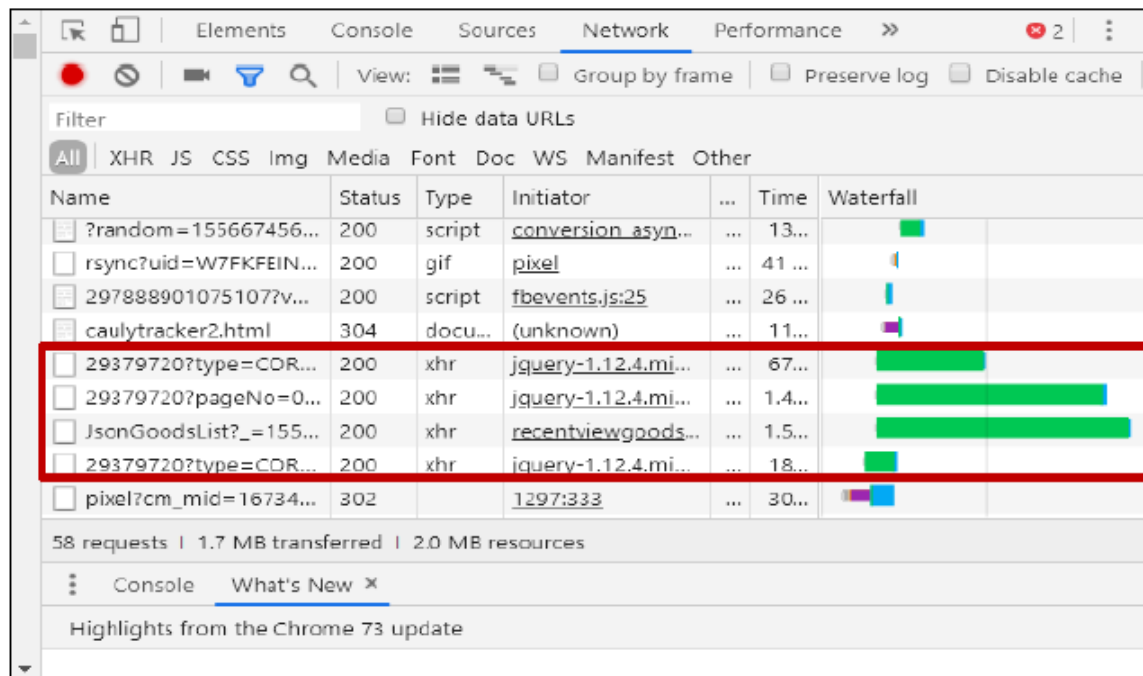 Elements Console Sources Network Performance » 2
View: Group by frame Preserve log Disable cache
Filter Hide data URLs
All XHR JS CSS Img Media Font Doc WS Manifest Other
Name Status Type Initiator ... Time Waterfall
?random=155667456... 200 script conversion_asyn... ... 13...
rsync?uid=W7FKFEIN... 200 gif pixel ... 41 ...
297888901075107?v... 200 script fbevents.js:25 ... 26 ...
caulytracker2.html 304 docu... (unknown) ... 11...
29379720?type=COR... 200 xhr jquery-1.12.4.mi... ... 67...
29379720?pageNo=0... 200 xhr jquery-1.12.4.mi... ... 1.4...
JsonGoodsList?_=155... 200 xhr recentviewgoods... ... 1.5...
29379720?type=COR... 200 xhr jquery-1.12.4.mi... ... 18...
pixel?cm_mid=16734... 302 1297:333 ... 30...
58 requests | 1.7 MB transferred | 2.0 MB resources
Console What's New ×
Highlights from the Chrome 73 update